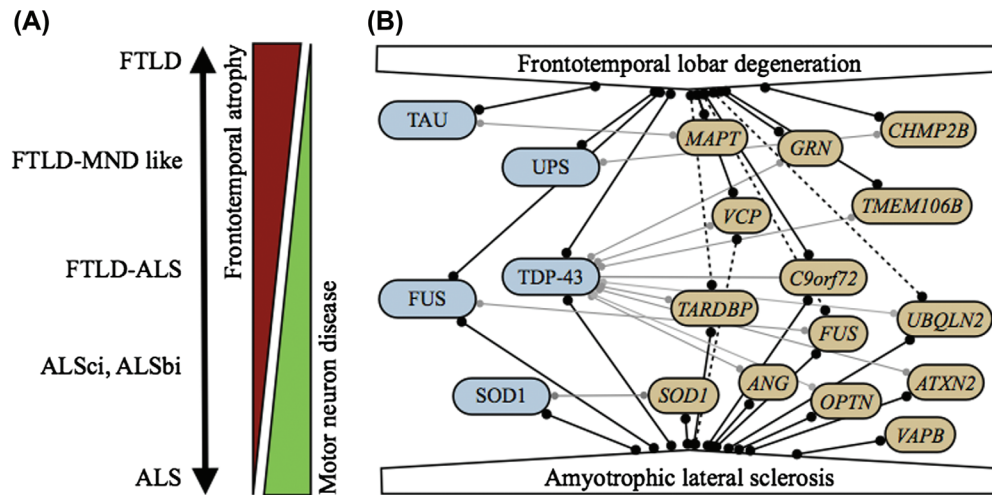 (A)
FTLD
FTLD-MND like
FTLD-ALS
ALSci, ALSbi
ALS
Frontotemporal atrophy
Motor neuron disease
(B)
Frontotemporal lobar degeneration
TAU
MAPT
GRN
CHMP2B
UPS
VCP
TMEM106B
TDP-43
C9orf72
FUS
TARDBP
FUS
UBQLN2
SOD1
SOD1
ANG
OPTN
ATXN2
VAPB
Amyotrophic lateral sclerosis